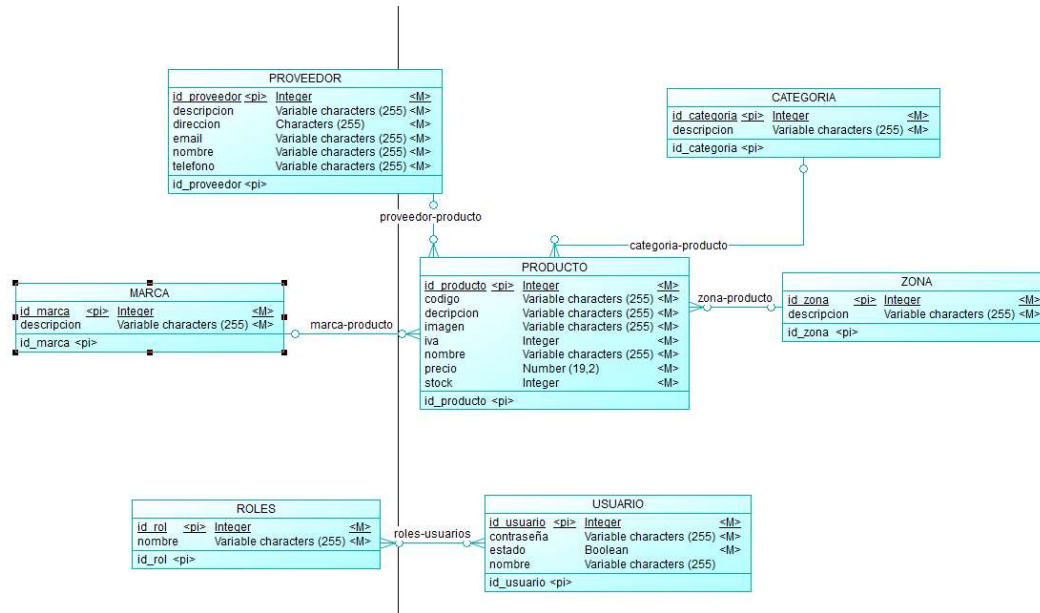 PROVEEDOR
id_proveedor <pi> Integer <M>
descripcion Variable characters (255) <M>
direccion Characters (255) <M>
email Variable characters (255) <M>
nombre Variable characters (255) <M>
telefono Variable characters (255) <M>
id_proveedor <pi>
CATEGORIA
id_categoria <pi> Integer <M>
descripcion Variable characters (255) <M>
id_categoria <pi>
proveedor-producto
categoria-producto
MARCA
id_marca <pi> Integer <M>
descripcion Variable characters (255) <M>
id_marca <pi>
marca-producto
PRODUCTO
id_producto <pi> Integer <M>
codigo Variable characters (255) <M>
decripcion Variable characters (255) <M>
imagen Variable characters (255) <M>
iva Integer <M>
nombre Variable characters (255) <M>
precio Number (19,2) <M>
stock Integer <M>
id_producto <pi>
zona-producto
ZONA
id_zona <pi> Integer <M>
descripcion Variable characters (255) <M>
id_zona <pi>
ROLES
id_rol <pi> Integer <M>
nombre Variable characters (255) <M>
id_rol <pi>
roles-usuarios
USUARIO
id_usuario <pi> Integer <M>
contraseña Variable characters (255) <M>
estado Boolean <M>
nombre Variable characters (255)
id_usuario <pi>